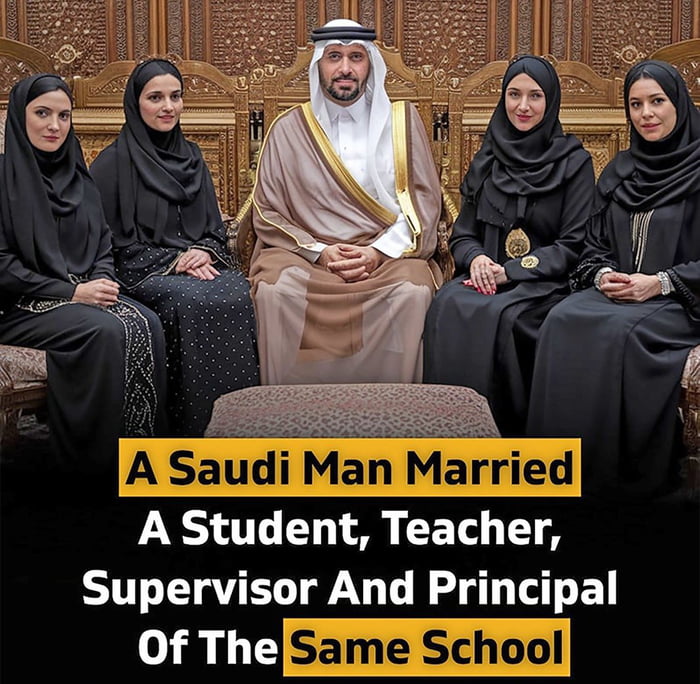 A Saudi Man Married
A Student, Teacher,
Supervisor And Principal
Of The Same School